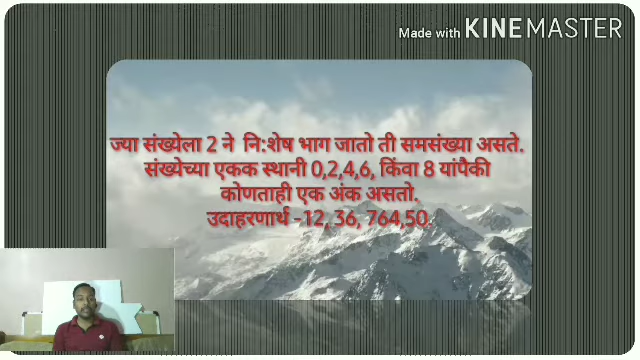 Made with KINEMASTER
ज्या संख्येला 2 ने नि:शेष भाग जातो ती समसंख्या असते.
संख्येच्या एकक स्थानी 0,2,4,6, किंवा 8 यांपैकी
कोणताही एक अंक असतो.
उदाहरणार्थ -12, 36, 764,50.